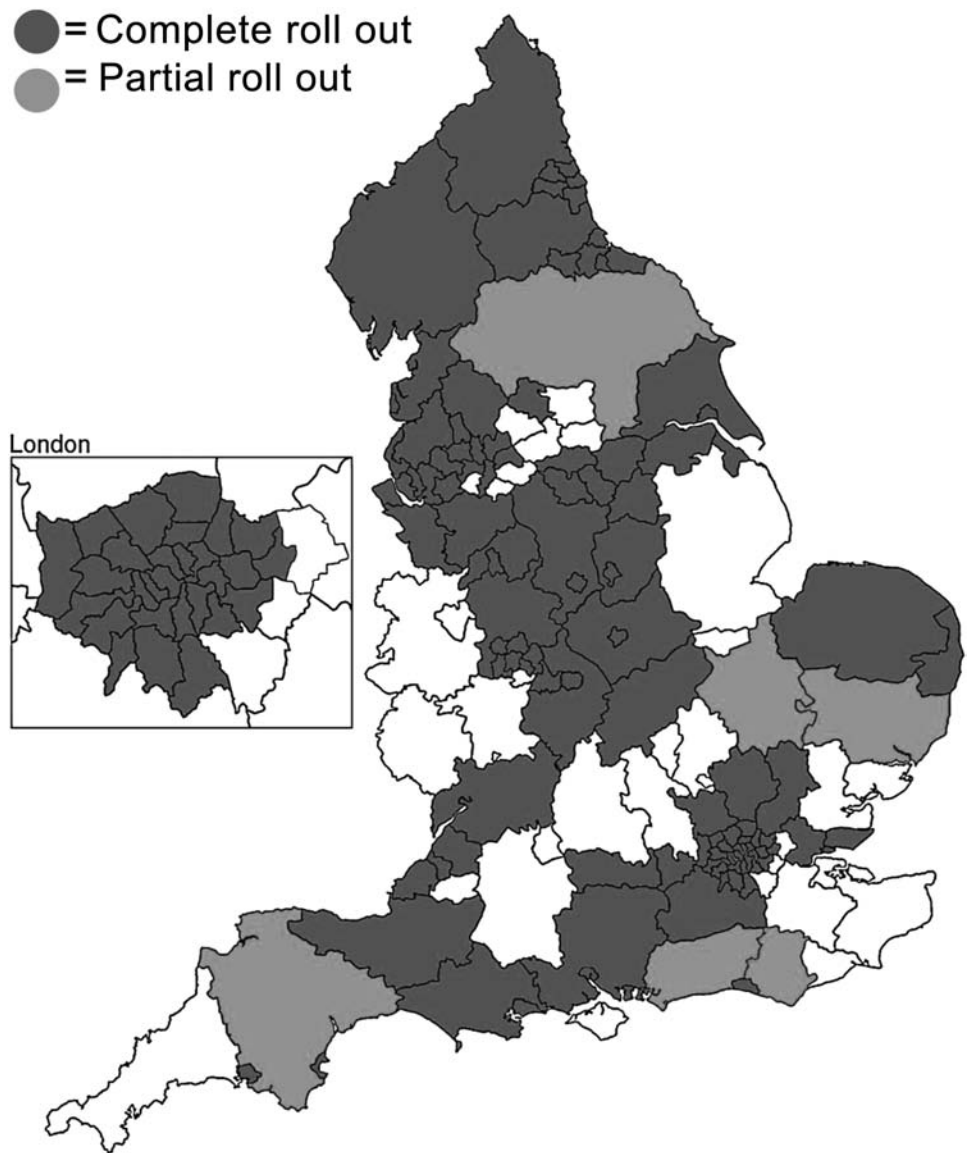 = Complete roll out
= Partial roll out
London